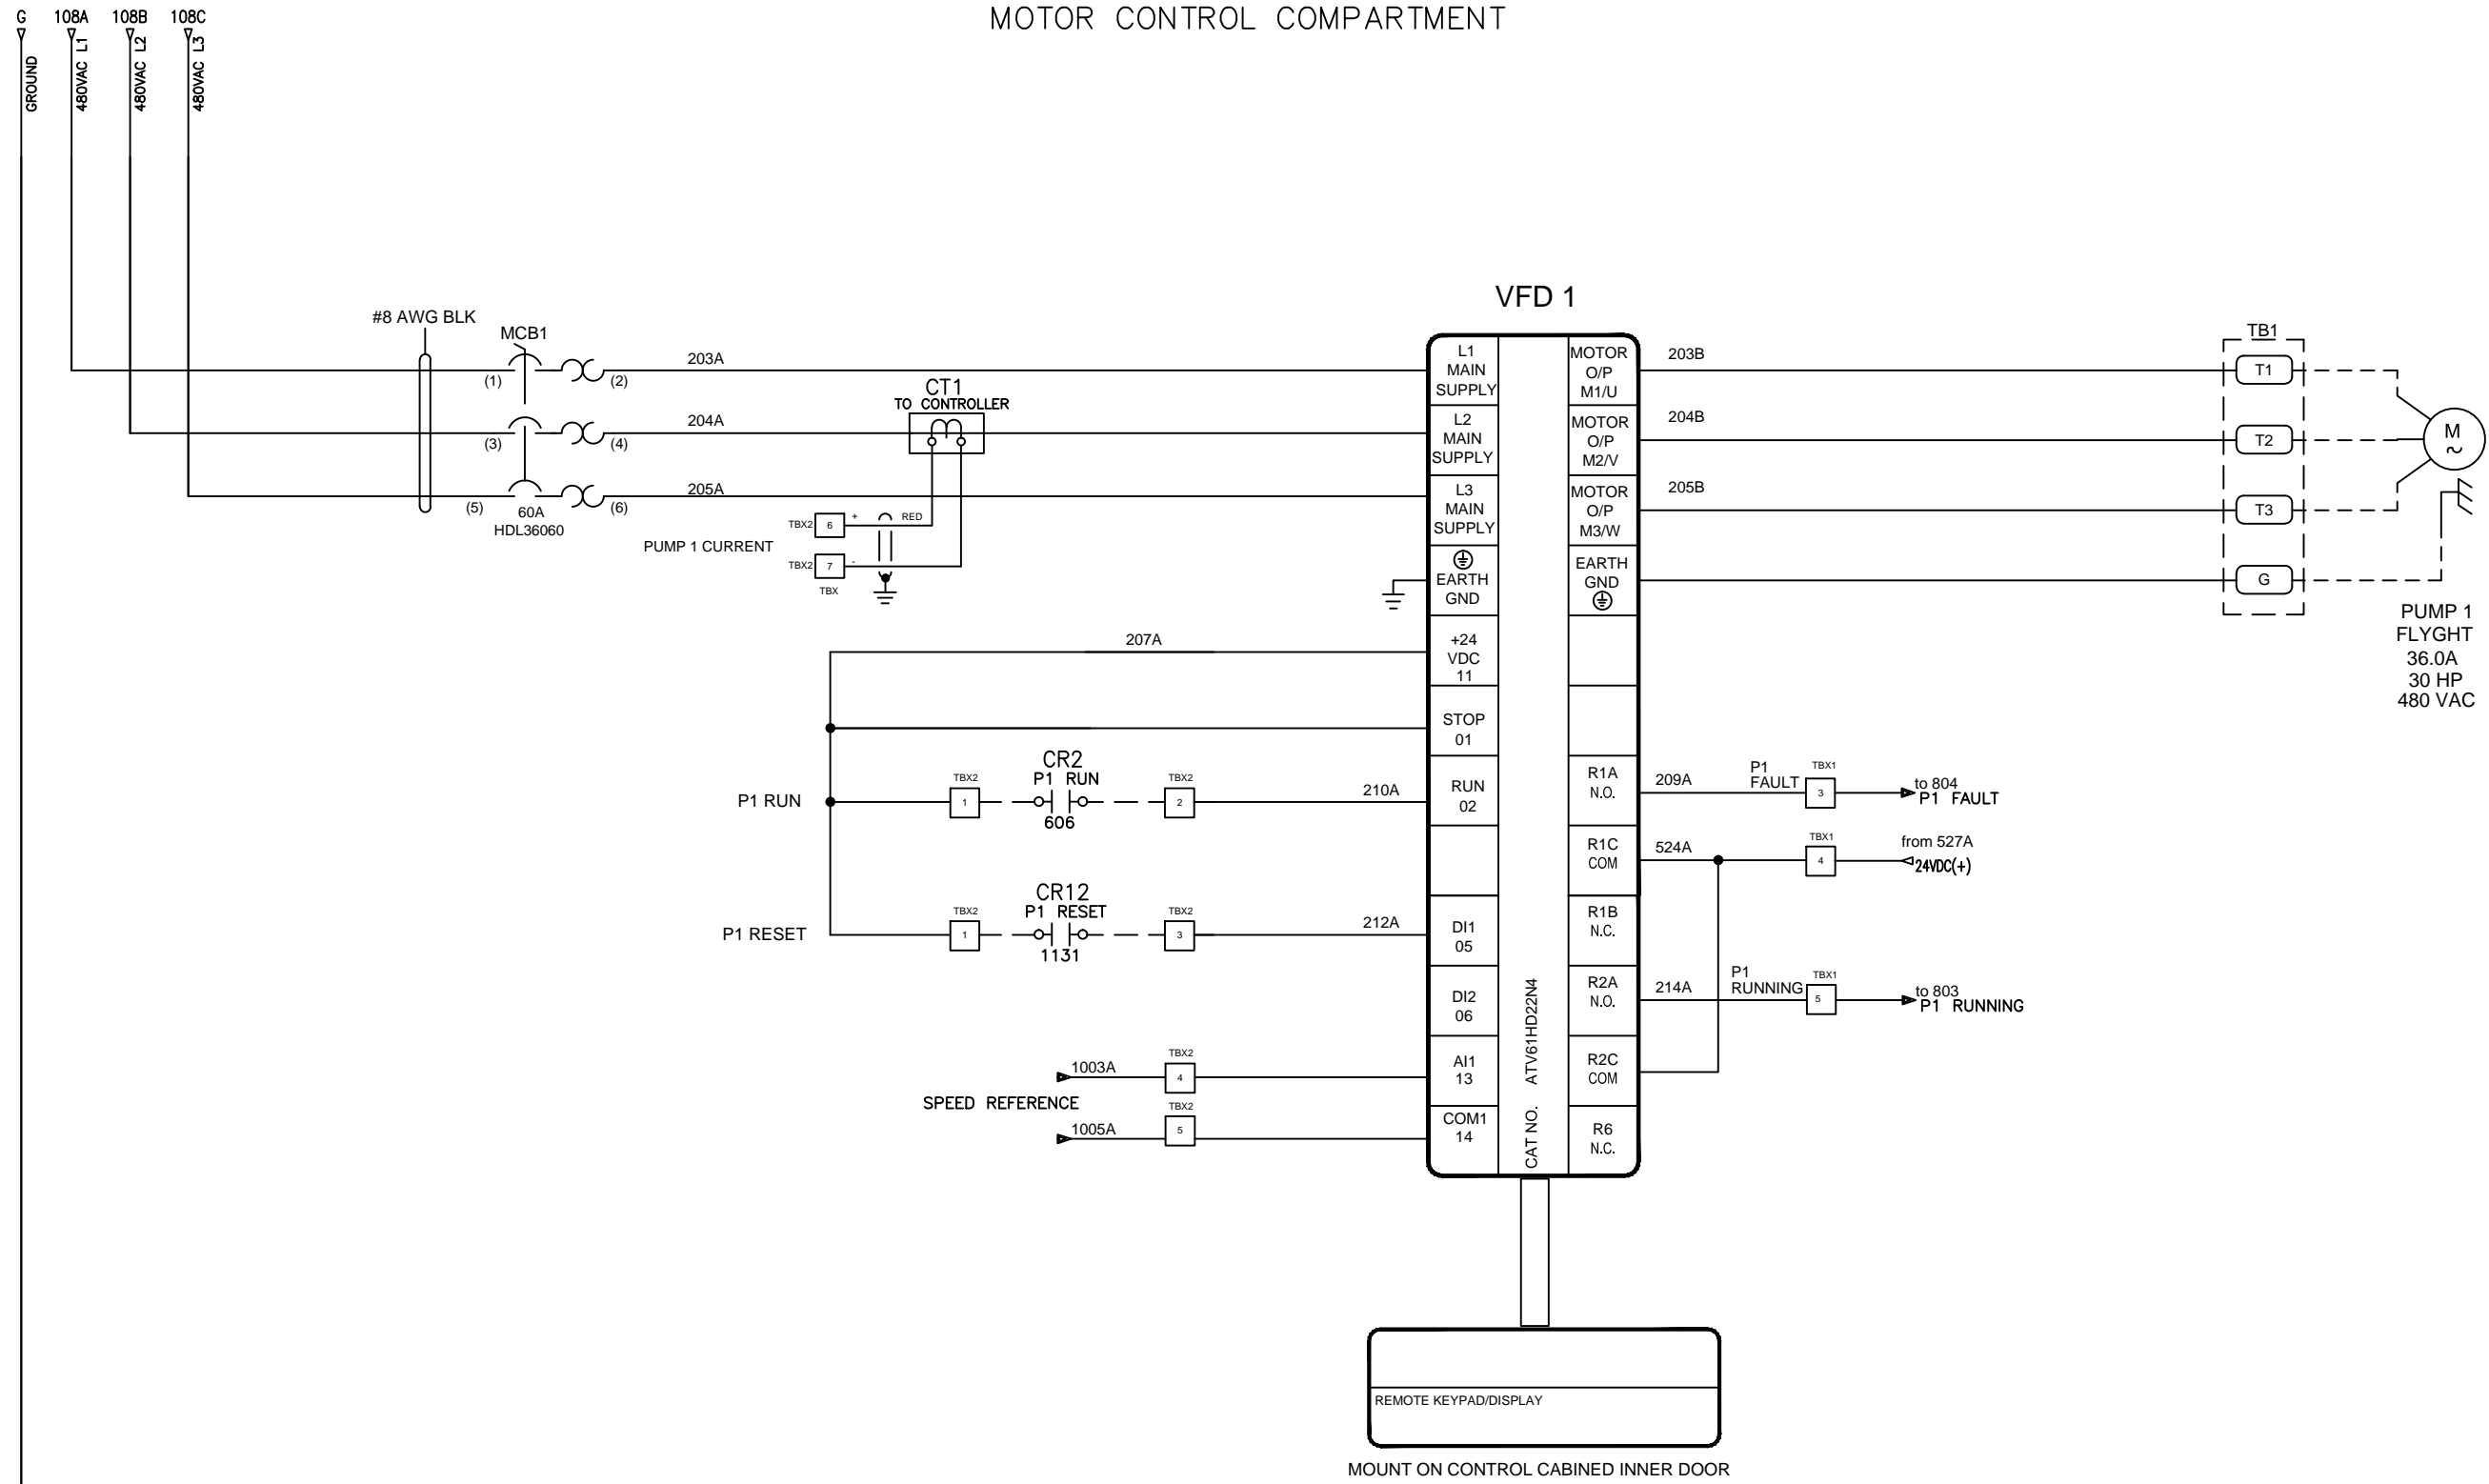 MOTOR CONTROL COMPARTMENT
G
108A
108B
108C
GROUND
480VAC L1
480VAC L2
480VAC L3
VFD 1
#8 AWG BLK
MCB1
(1)
(2)
(3)
(4)
(5)
(6)
60A
HDL36060
203A
204A
205A
CT1
TO CONTROLLER
TBX2
6
+
RED
PUMP 1 CURRENT
TBX2
7
-
TBX
L1
MAIN
SUPPLY
L2
MAIN
SUPPLY
L3
MAIN
SUPPLY
EARTH
GND
+24
VDC
11
STOP
01
RUN
02
DI1
05
DI2
06
AI1
13
COM1
14
CAT NO. ATV61HD22N4
MOTOR
O/P
M1/U
MOTOR
O/P
M2/V
MOTOR
O/P
M3/W
EARTH
GND
R1A
N.O.
R1C
COM
R1B
N.C.
R2A
N.O.
R2C
COM
R6
N.C.
203B
204B
205B
TB1
T1
T2
T3
G
M
~
PUMP 1
FLYGHT
36.0A
30 HP
480 VAC
207A
P1 RUN
TBX2
1
CR2
P1 RUN
606
TBX2
2
210A
P1 RESET
TBX2
1
CR12
P1 RESET
1131
TBX2
3
212A
1003A
TBX2
4
SPEED REFERENCE
1005A
TBX2
5
209A
P1
FAULT
TBX1
3
to 804
P1 FAULT
524A
TBX1
4
from 527A
24VDC(+)
214A
P1
RUNNING
TBX1
5
to 803
P1 RUNNING
REMOTE KEYPAD/DISPLAY
MOUNT ON CONTROL CABINED INNER DOOR